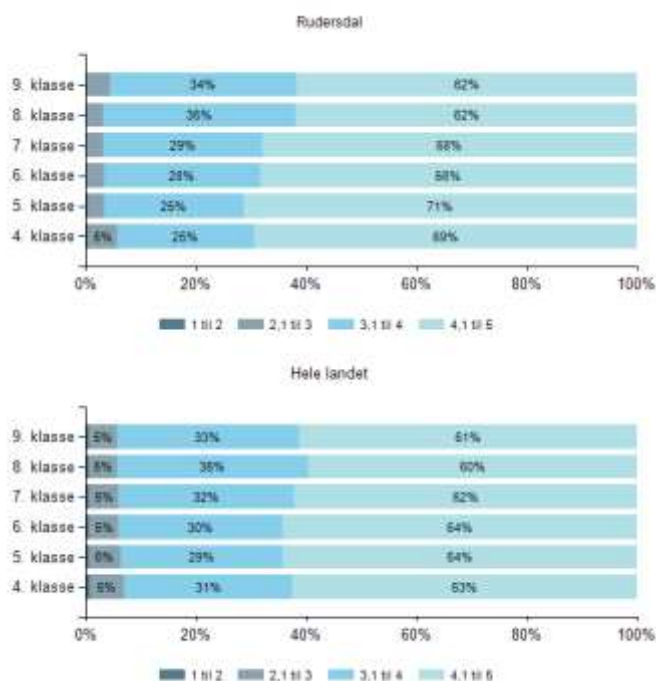 Rudersdal
9. klasse 34% 62%
8. klasse 35% 62%
7. klasse 29% 68%
6. klasse 28% 68%
5. klasse 25% 71%
4. klasse 25% 69%
0% 20% 40% 60% 80% 100%
1 til 2 2,1 til 3 3,1 til 4 4,1 til 5
Hele landet
9. klasse 33% 61%
8. klasse 60%
7. klasse 6% 32% 62%
6. klasse 6% 30% 64%
5. klasse 6% 29% 64%
4. klasse 6% 31% 63%
0% 20% 40% 60% 80% 100%
1 til 2 2,1 til 3 3,1 til 4 4,1 til 5